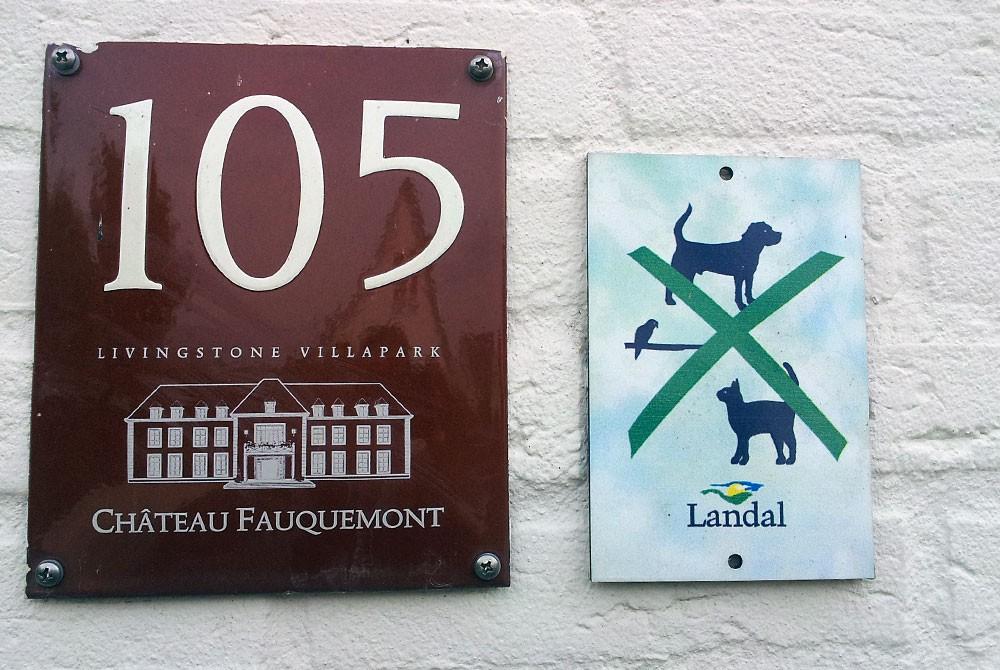 105
LIVINGSTONE VILLAPARK
CHÂTEAU FAUQUEMONT
Landal